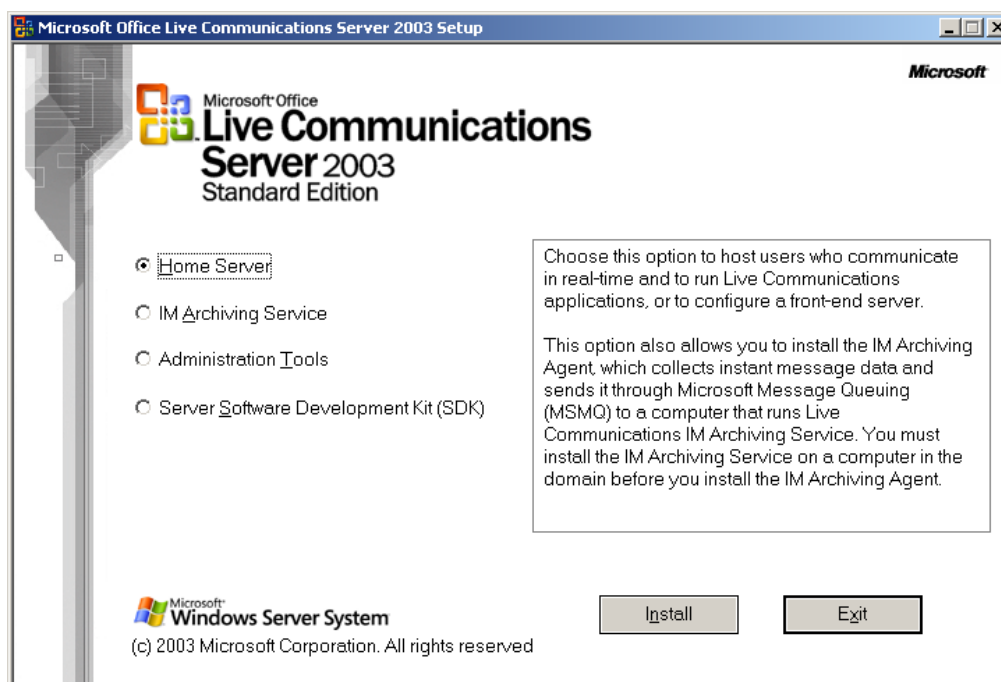 Microsoft Office Live Communications Server 2003 Setup
Microsoft
Microsoft Office
Live Communications
Server 2003
Standard Edition
Home Server
IM Archiving Service
Administration Tools
Server Software Development Kit (SDK)
Choose this option to host users who communicate
in real-time and to run Live Communications
applications, or to configure a front-end server.
This option also allows you to install the IM Archiving
Agent, which collects instant message data and
sends it through Microsoft Message Queuing
(MSMQ) to a computer that runs Live
Communications IM Archiving Service. You must
install the IM Archiving Service on a computer in the
domain before you install the IM Archiving Agent.
Microsoft
Windows Server System
(c) 2003 Microsoft Corporation. All rights reserved
Install
Exit